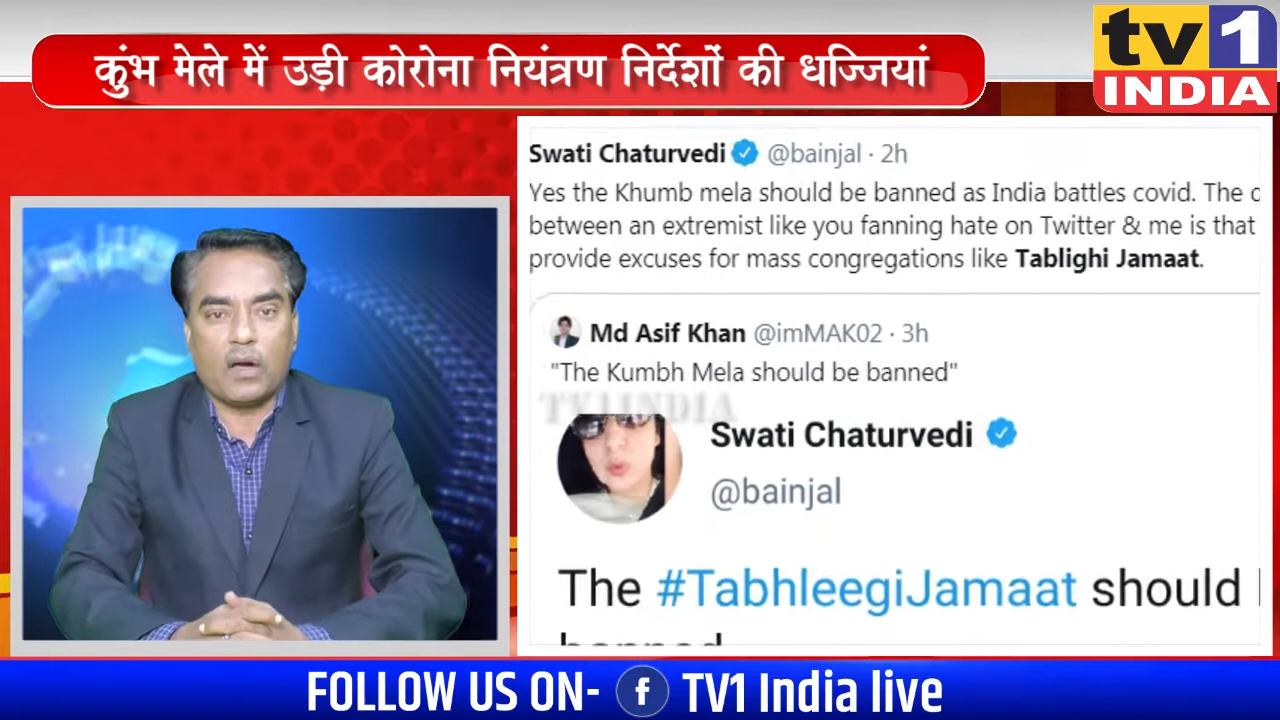 कुंभ मेले में उड़ी कोरोना नियंत्रण निर्देशों की धज्जियां
tv1
INDIA
Swati Chaturvedi @bainjal · 2h
Yes the Khumb mela should be banned as India battles covid. The
between an extremist like you fanning hate on Twitter & me is that
provide excuses for mass congregations like Tablighi Jamaat.
Md Asif Khan @imMAK02 · 3h
"The Kumbh Mela should be banned"
TV1 INDIA
Swati Chaturvedi
@bainjal
The #TabhleegiJamaat should
banned
FOLLOW US ON- f TV1 India live